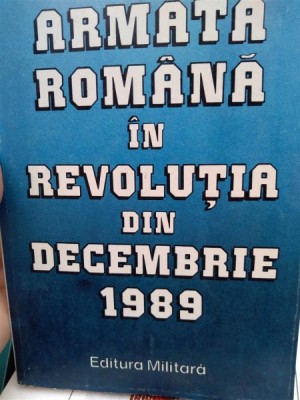 ARMATA
ROMÂNĂ
ÎN
REVOLUȚIA
DIN
DECEMBRIE
1989
Editura Militară